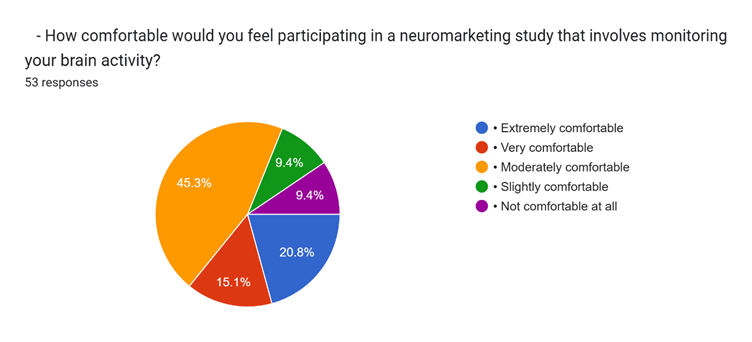 - How comfortable would you feel participating in a neuromarketing study that involves monitoring
your brain activity?
53 responses
• Extremely comfortable
• Very comfortable
• Moderately comfortable
• Slightly comfortable
• Not comfortable at all
9.4%
45.3%
9.4%
20.8%
15.1%